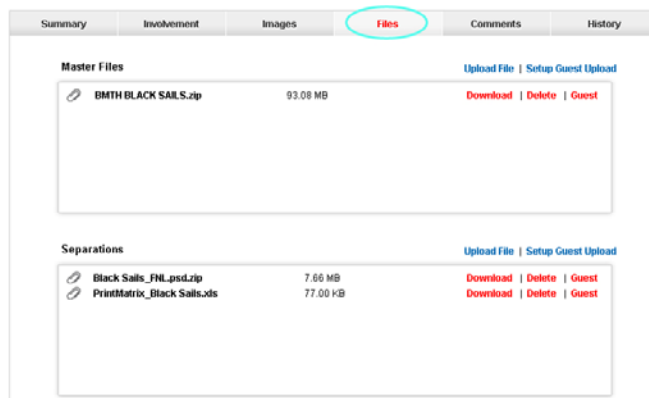 Summary Involvement Images Files Comments History
Master Files Upload File | Setup Guest Upload
BMTH BLACK SAILS.zip 93.08 MB Download | Delete | Guest
Separations Upload File | Setup Guest Upload
Black Sails_FNL.psd.zip 7.66 MB Download | Delete | Guest
PrintMatrix_Black Sails.xls 77.00 KB Download | Delete | Guest